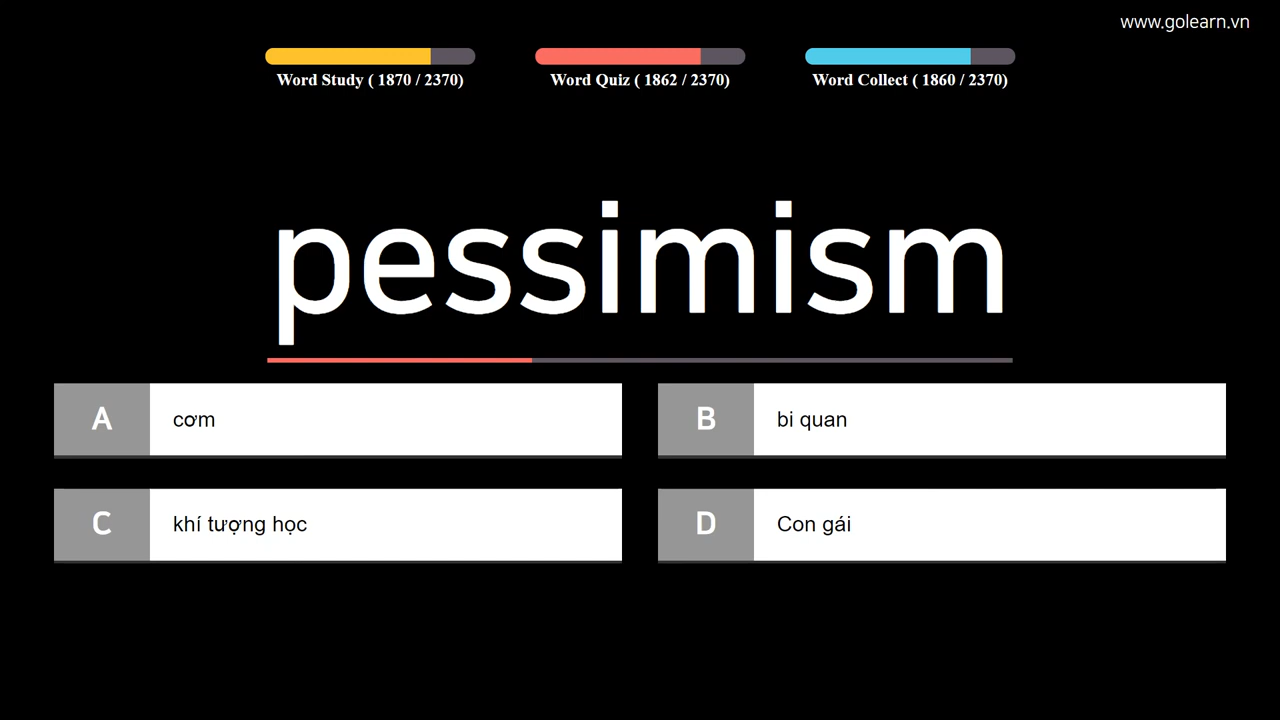 www.golearn.vn
Word Study ( 1870 / 2370)
Word Quiz ( 1862 / 2370)
Word Collect ( 1860 / 2370)
pessimism
A cơm
B bi quan
C khí tượng học
D Con gái